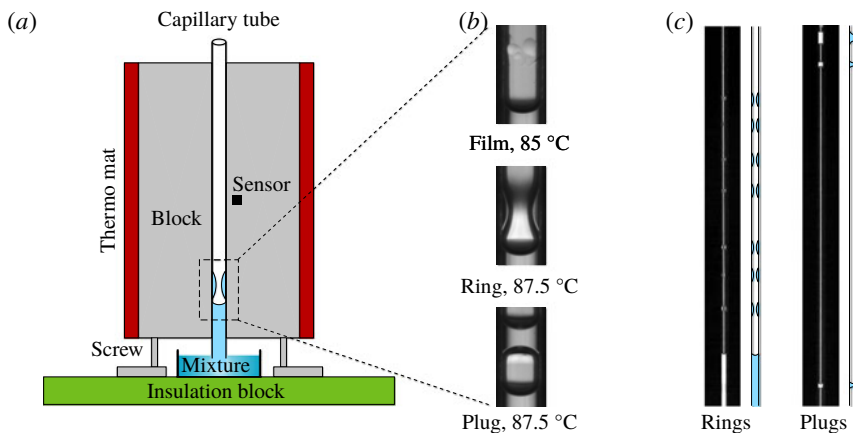 (a)
Capillary tube
(b)
(c)
Thermo mat
Sensor
Block
Film, 85 °C
Ring, 87.5 °C
Screw
Mixture
Insulation block
Plug, 87.5 °C
Rings
Plugs